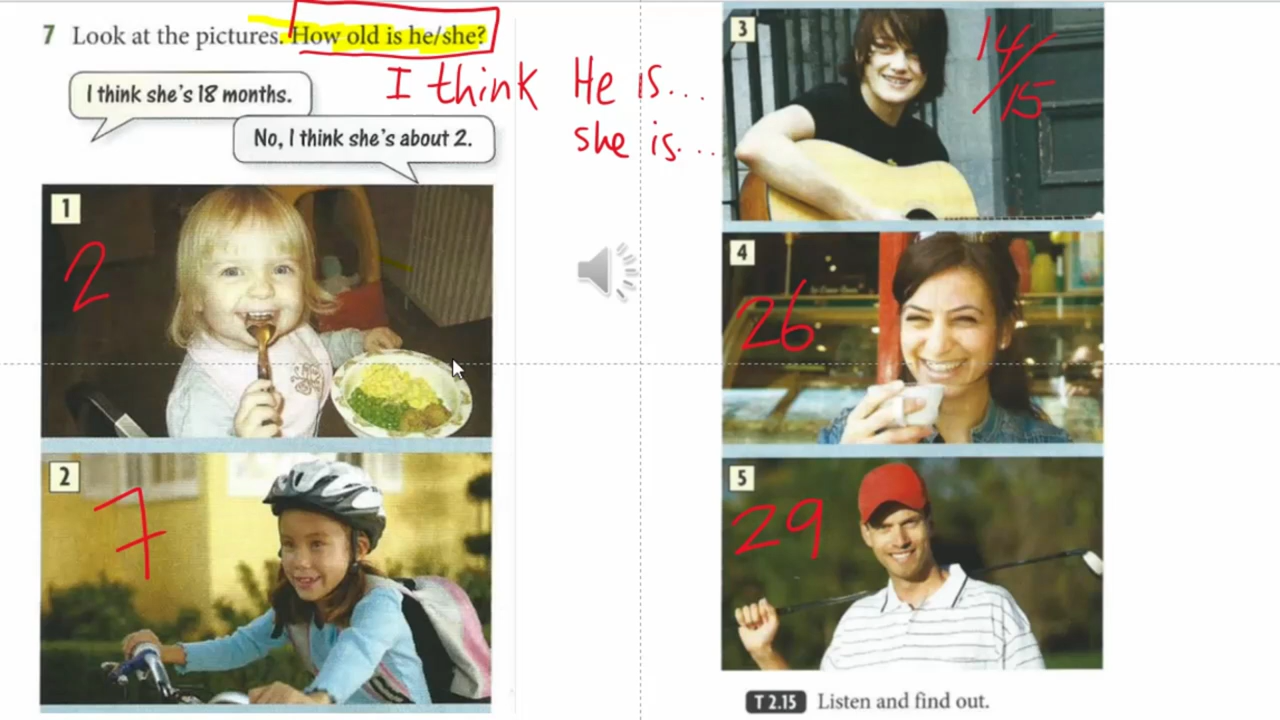 7 Look at the pictures. How old is he/she?
I think she's 18 months.
No, I think she's about 2.
I think He is...
she is...
1
2
2
7
3
14/15
4
26
5
29
T 2.15 Listen and find out.